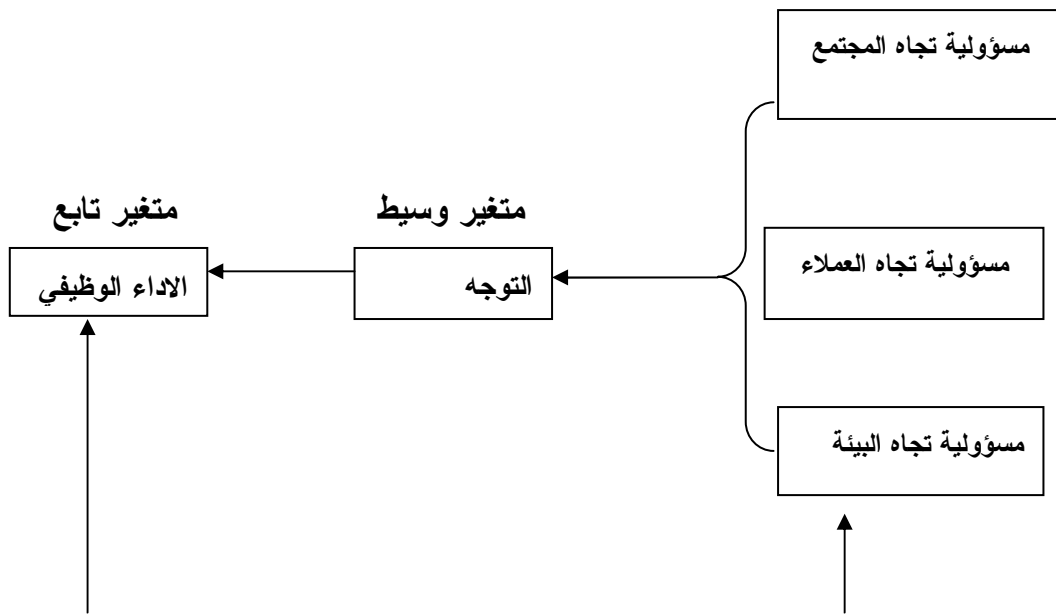 مسؤولية تجاه المجتمع
متغير وسيط
متغير تابع
مسؤولية تجاه العملاء
التوجه
الاداء الوظيفي
مسؤولية تجاه البيئة